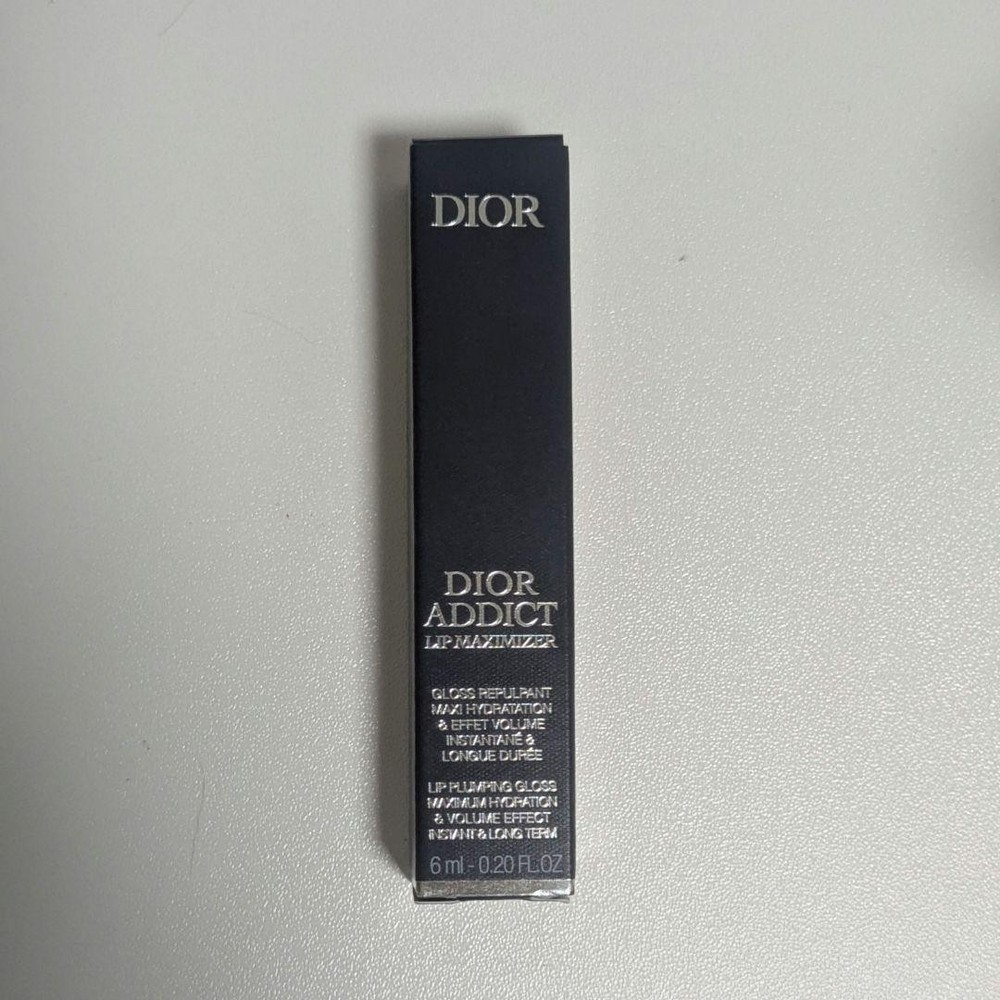 DIOR
DIOR
ADDICT
LIP MAXIMIZER
GLOSS REPULPANT
MAXI HYDRATATION
& EFFET VOLUME
INSTANTANÉ &
LONGUE DURÉE
LIP PLUMPING GLOSS
MAXIMUM HYDRATION
& VOLUME EFFECT
INSTANT & LONG TERM
6 ml - 0.20 FL.OZ